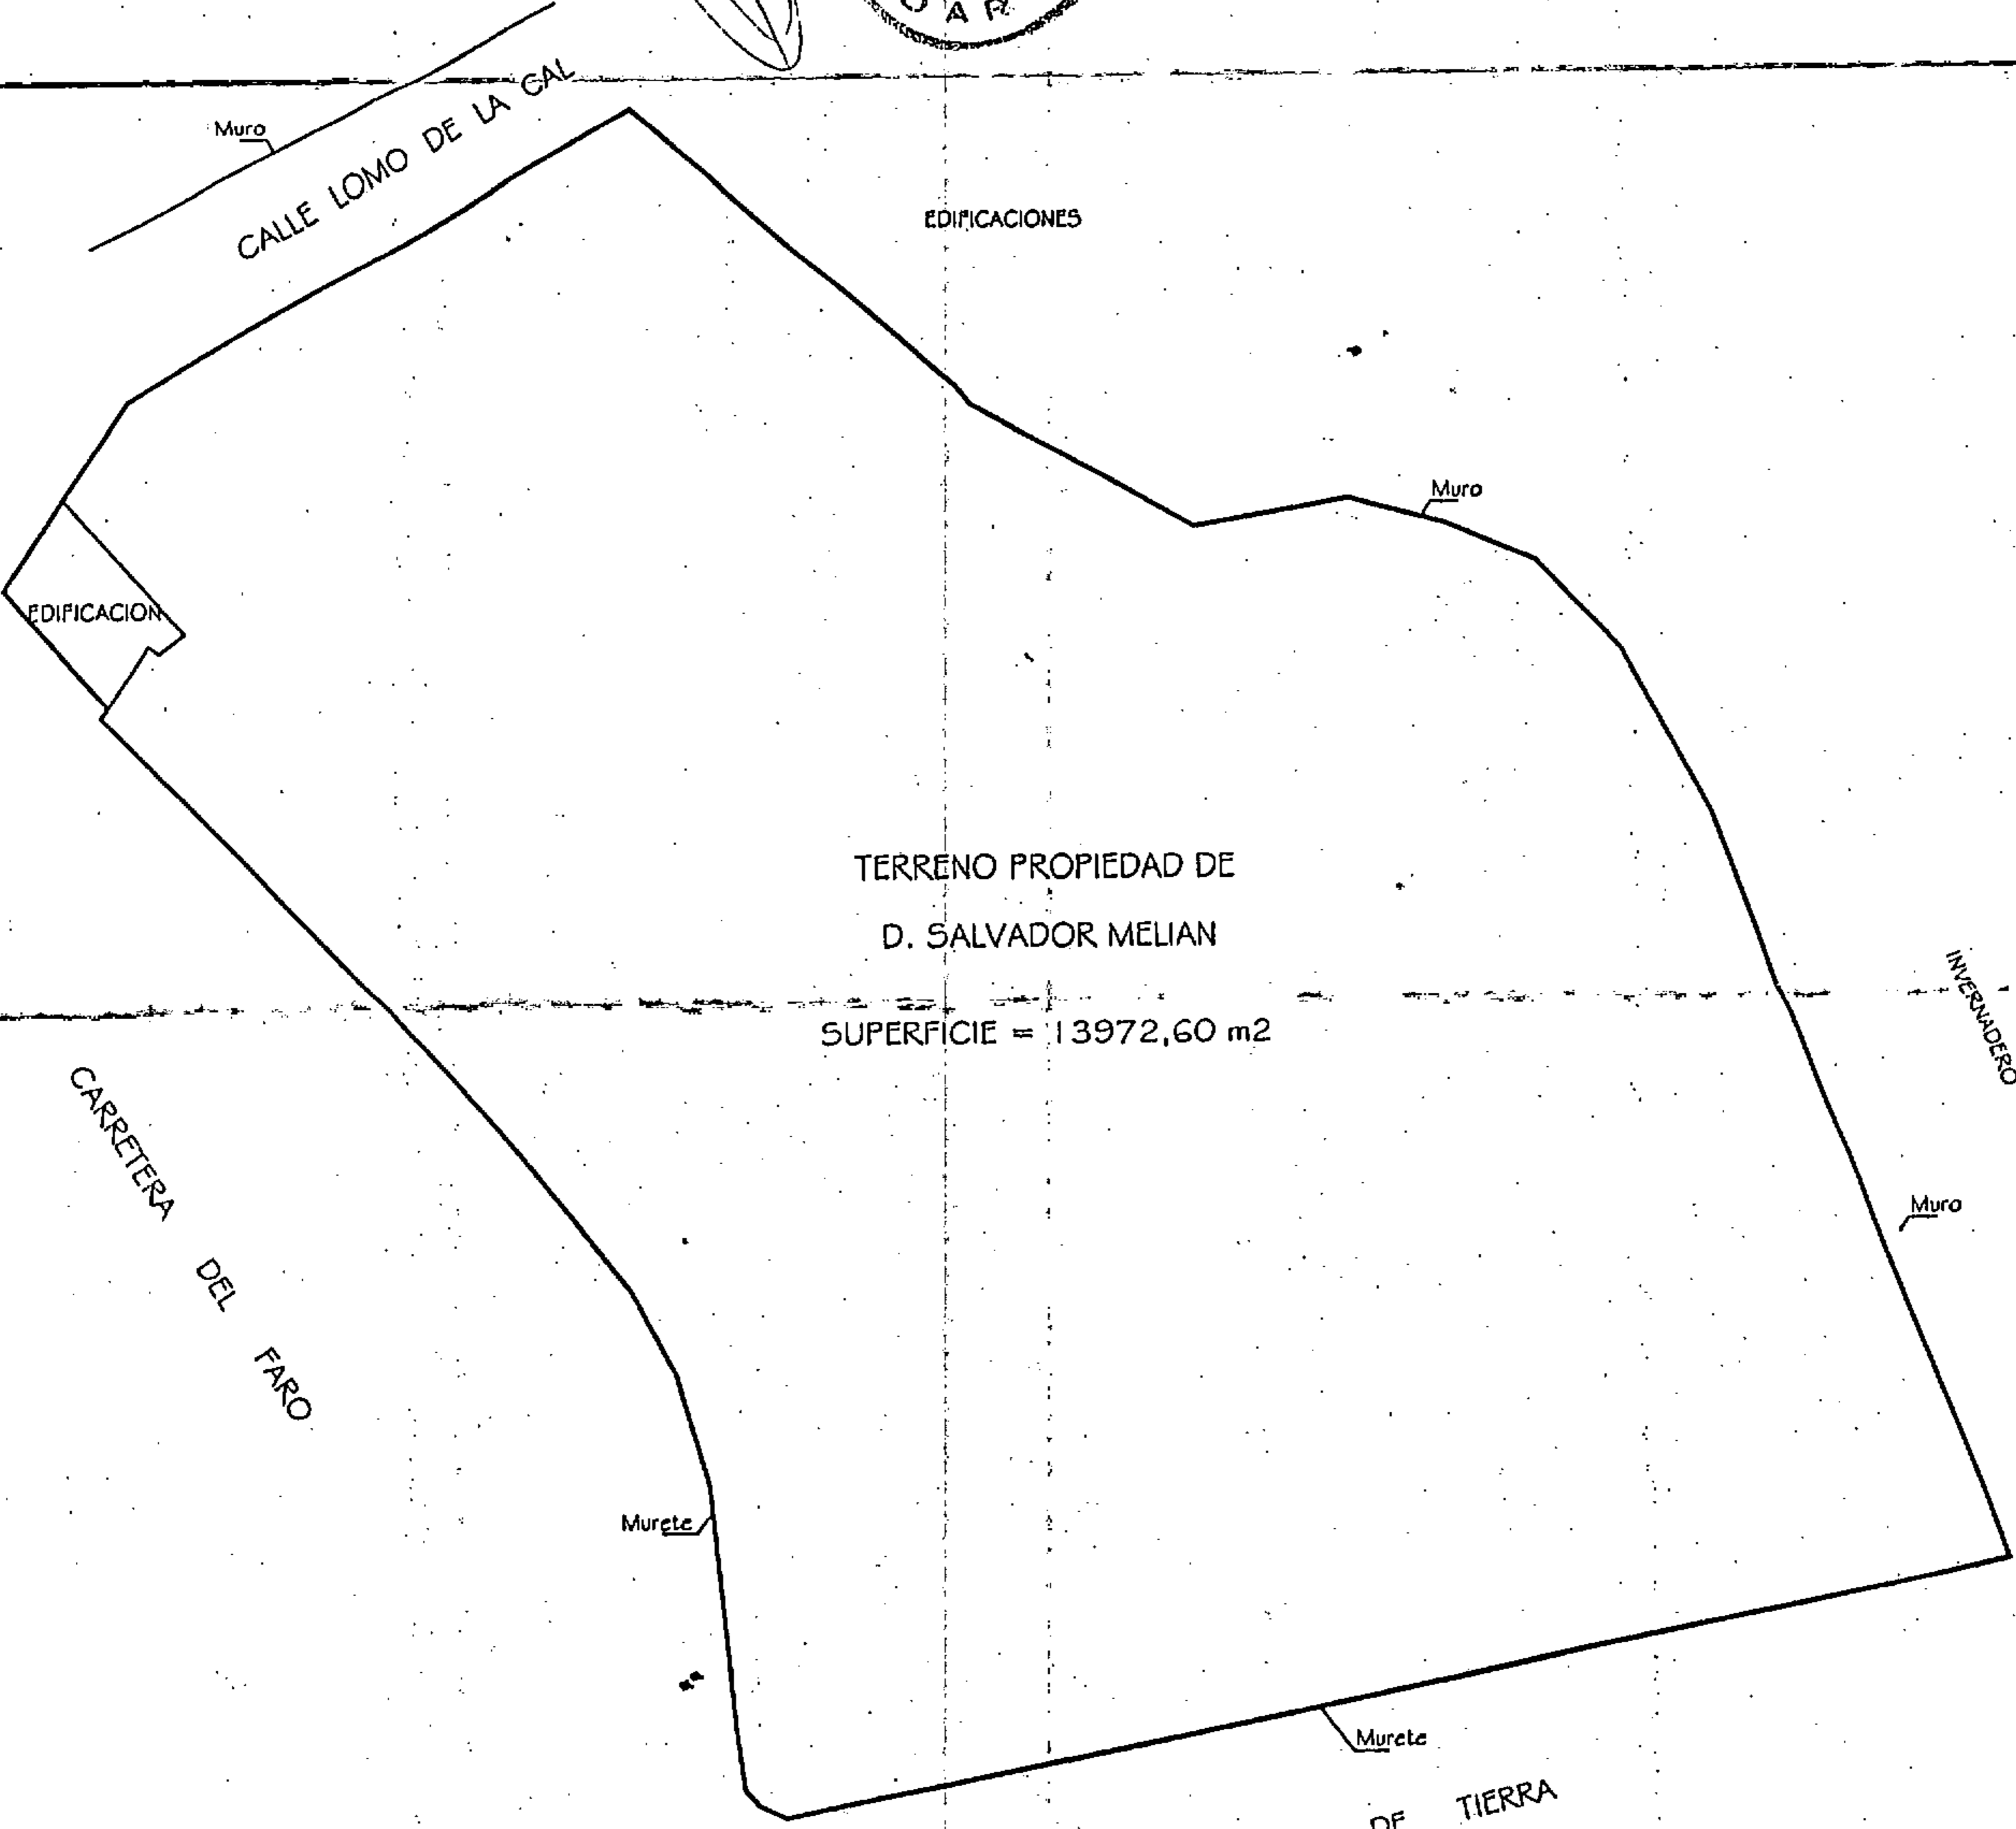 Muro
CALLE LOMO DE LA CAL
EDIFICACIONES
Muro
EDIFICACION
TERRENO PROPIEDAD DE
D. SALVADOR MELIAN
SUPERFICIE = 13972,60 m2
INVERNADERO
CARRETERA DEL FARO
Muro
Murete
Murete
DE TIERRA